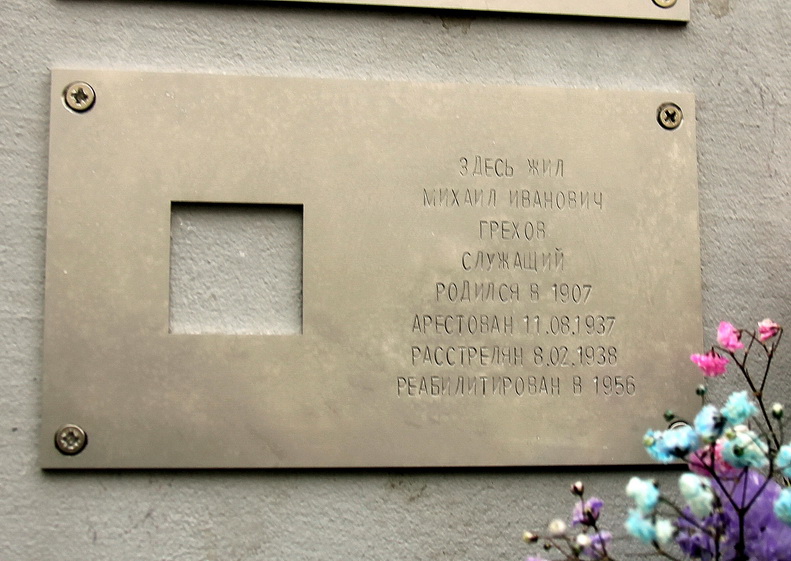 ЗДЕСЬ ЖИЛ
МИХАИЛ ИВАНОВИЧ
ГРЕХОВ
СЛУЖАЩИЙ
РОДИЛСЯ В 1907
АРЕСТОВАН 11.08.1937
РАССТРЕЛЯН 8.02.1938
РЕАБИЛИТИРОВАН В 1956